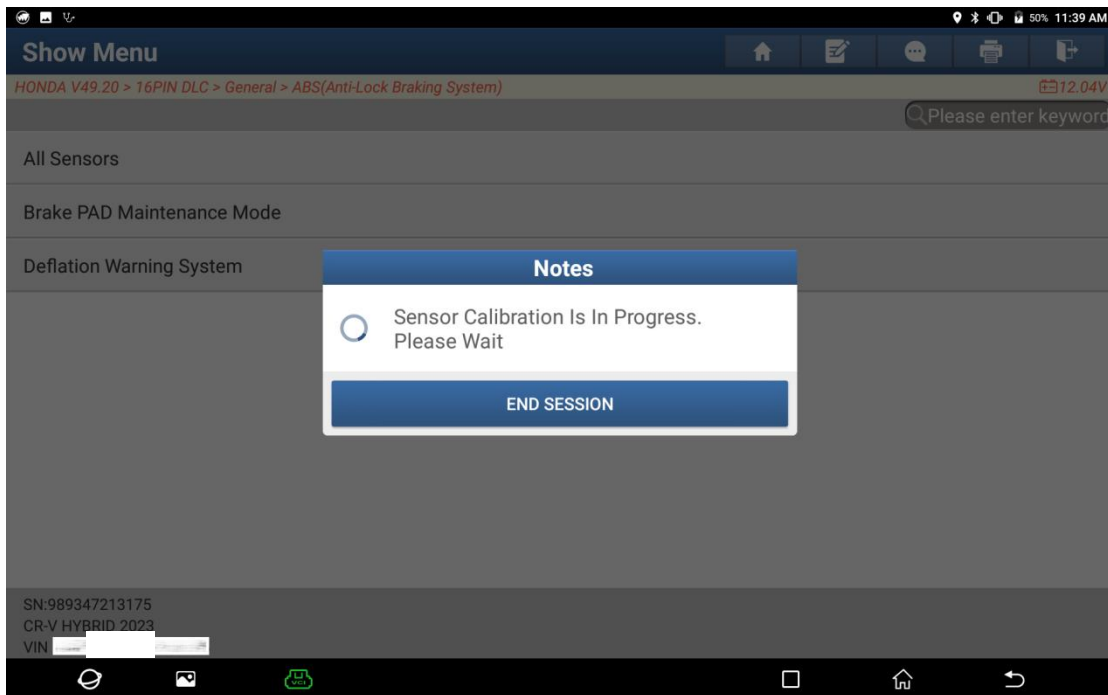 50% 11:39 AM
Show Menu
HONDA V49.20 > 16PIN DLC > General > ABS(Anti-Lock Braking System)
12.04V
Please enter keyword
All Sensors
Brake PAD Maintenance Mode
Deflation Warning System
Notes
Sensor Calibration Is In Progress.
Please Wait
END SESSION
SN:989347213175
CR-V HYBRID 2023
VIN
VCI